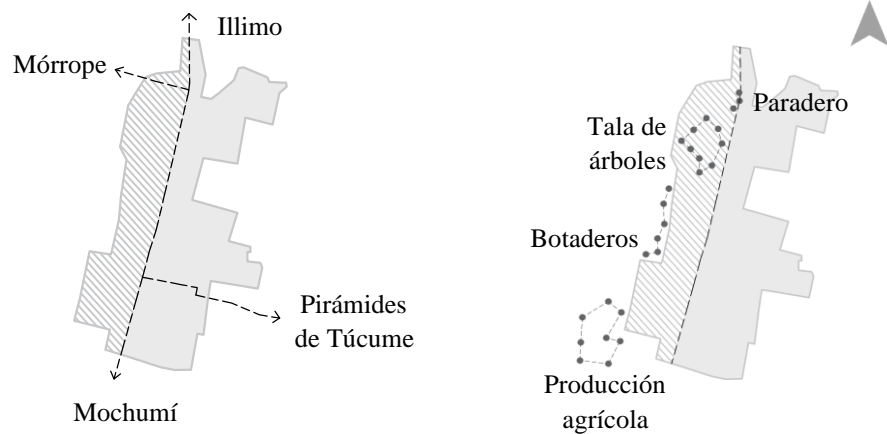 Illimo
Mórrope
Pirámides
de Túcume
Mochumí
Paradero
Tala de
árboles
Botaderos
Producción
agrícola